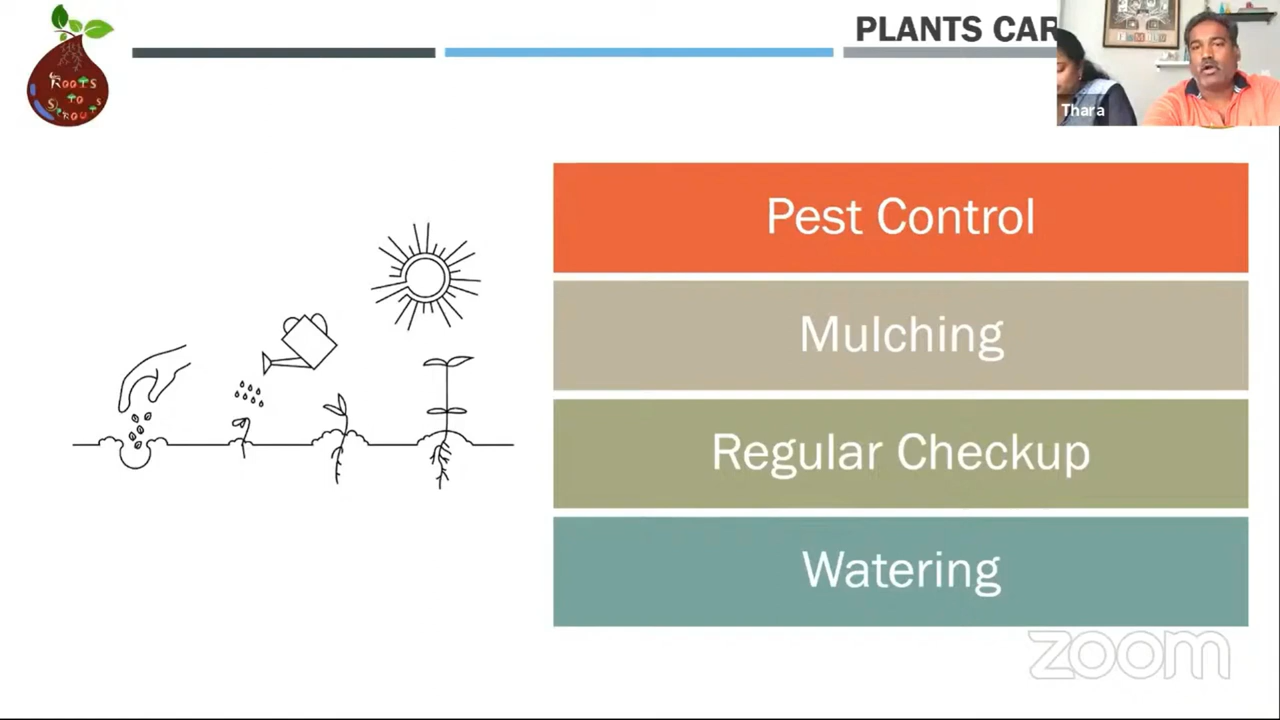 PLANTS CAR
Roots
to
Sprouts
Thara
Pest Control
Mulching
Regular Checkup
Watering
zoom